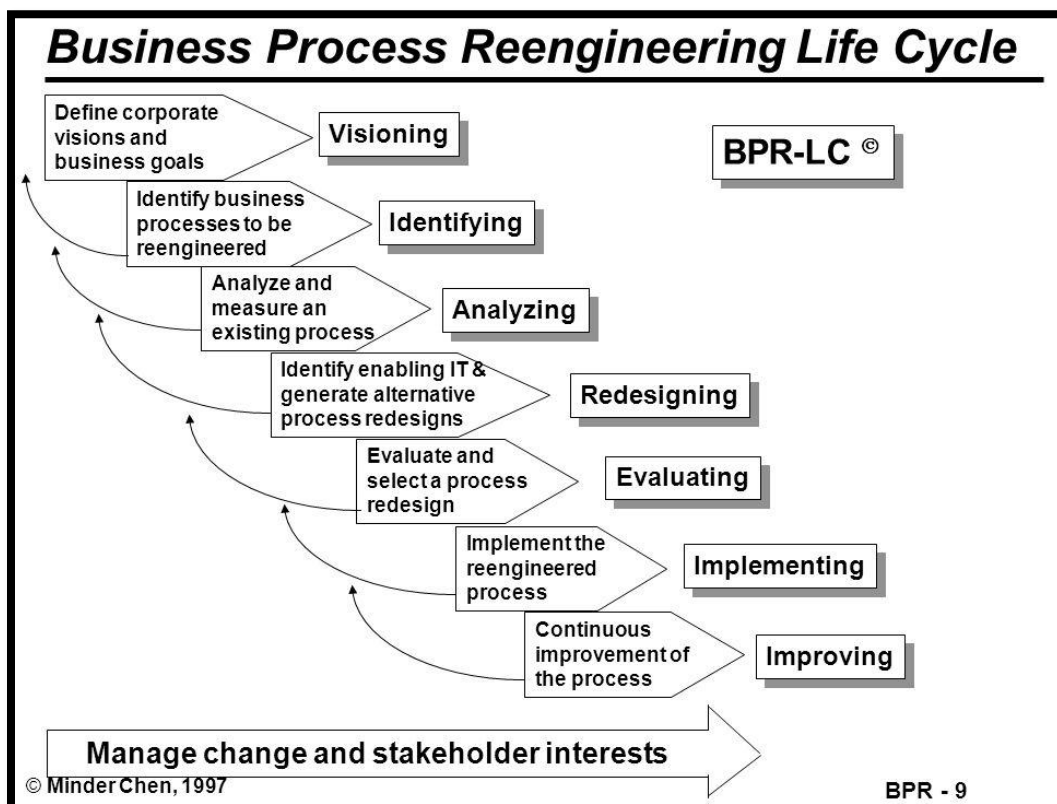 Business Process Reengineering Life Cycle
Define corporate
visions and
business goals
Visioning
BPR-LC ©
Identify business
processes to be
reengineered
Identifying
Analyze and
measure an
existing process
Analyzing
Identify enabling IT &
generate alternative
process redesigns
Redesigning
Evaluate and
select a process
redesign
Evaluating
Implement the
reengineered
process
Implementing
Continuous
improvement of
the process
Improving
Manage change and stakeholder interests
© Minder Chen, 1997
BPR - 9